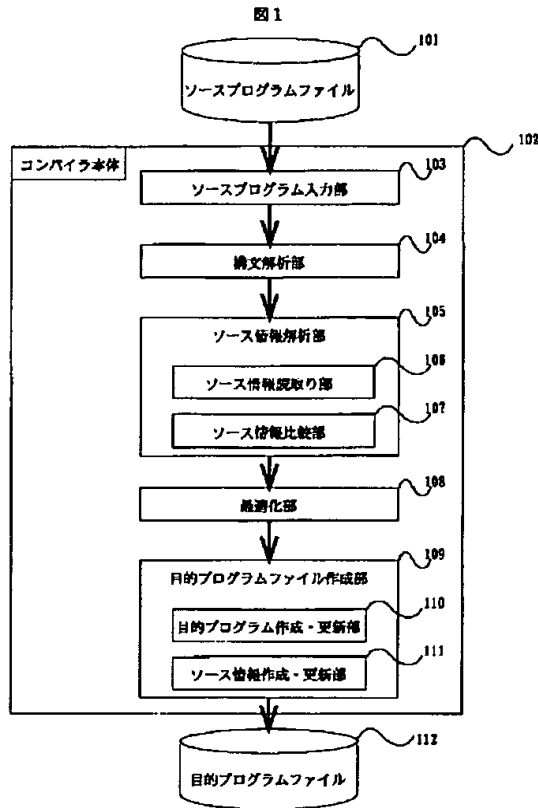 図1
101
ソースプログラムファイル
102
コンパイラ本体
103
ソースプログラム入力部
104
構文解析部
105
ソース情報解析部
106
ソース情報読取り部
107
ソース情報比較部
108
最適化部
109
目的プログラムファイル作成部
110
目的プログラム作成・更新部
111
ソース情報作成・更新部
112
目的プログラムファイル